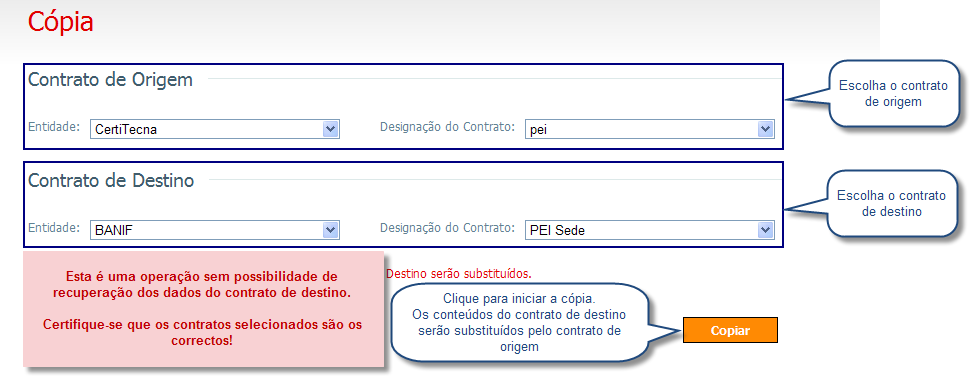 Cópia
Contrato de Origem
Entidade: CertiTecna Designação do Contrato: pei
Escolha o contrato
de origem
Contrato de Destino
Entidade: BANIF Designação do Contrato: PEI Sede
Escolha o contrato
de destino
Esta é uma operação sem possibilidade de
recuperação dos dados do contrato de destino.
Certifique-se que os contratos selecionados são os
correctos!
Destino serão substituídos.
Clique para iniciar a cópia.
Os conteúdos do contrato de destino
serão substituídos pelo contrato de
origem
Copiar